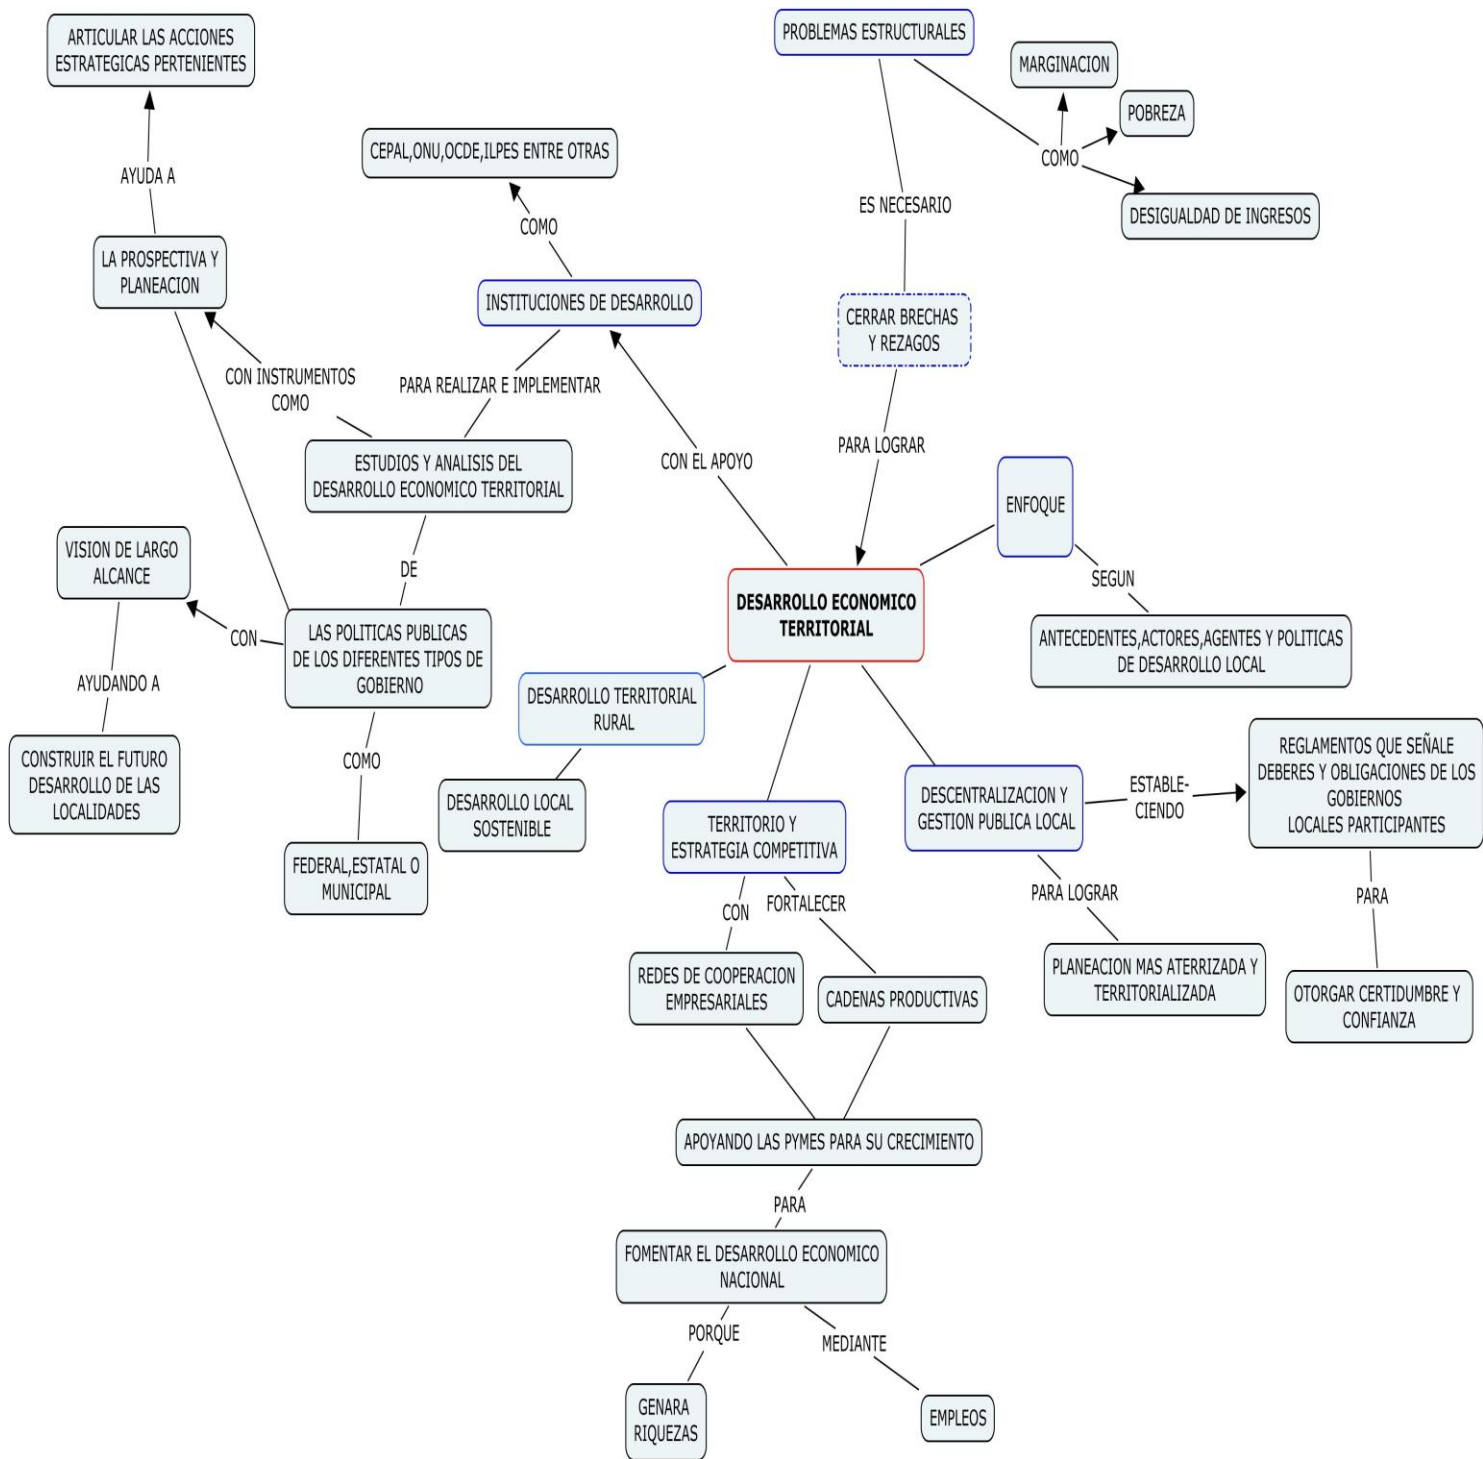 PROBLEMAS ESTRUCTURALES
ARTICULAR LAS ACCIONES
ESTRATEGICAS PERTENIENTES
MARGINACION
POBREZA
COMO
DESIGUALDAD DE INGRESOS
CEPAL,ONU,OCDE,ILPES ENTRE OTRAS
AYUDA A
ES NECESARIO
COMO
LA PROSPECTIVA Y
PLANEACION
INSTITUCIONES DE DESARROLLO
CERRAR BRECHAS
Y REZAGOS
CON INSTRUMENTOS
COMO
PARA REALIZAR E IMPLEMENTAR
PARA LOGRAR
CON EL APOYO
ESTUDIOS Y ANALISIS DEL
DESARROLLO ECONOMICO TERRITORIAL
ENFOQUE
VISION DE LARGO
ALCANCE
DE
SEGUN
DESARROLLO ECONOMICO
TERRITORIAL
CON
LAS POLITICAS PUBLICAS
DE LOS DIFERENTES TIPOS DE
GOBIERNO
ANTECEDENTES,ACTORES,AGENTES Y POLITICAS
DE DESARROLLO LOCAL
AYUDANDO A
DESARROLLO TERRITORIAL
RURAL
CONSTRUIR EL FUTURO
DESARROLLO DE LAS
LOCALIDADES
COMO
DESARROLLO LOCAL
SOSTENIBLE
TERRITORIO Y
ESTRATEGIA COMPETITIVA
DESCENTRALIZACION Y
GESTION PUBLICA LOCAL
ESTABLE-
CIENDO
REGLAMENTOS QUE SEÑALE
DEBERES Y OBLIGACIONES DE LOS
GOBIERNOS
LOCALES PARTICIPANTES
FEDERAL,ESTATAL O
MUNICIPAL
CON
FORTALECER
PARA LOGRAR
PARA
REDES DE COOPERACION
EMPRESARIALES
CADENAS PRODUCTIVAS
PLANEACION MAS ATERRIZADA Y
TERRITORIALIZADA
OTORGAR CERTIDUMBRE Y
CONFIANZA
APOYANDO LAS PYMES PARA SU CRECIMIENTO
PARA
FOMENTAR EL DESARROLLO ECONOMICO
NACIONAL
PORQUE
MEDIANTE
GENARA
RIQUEZAS
EMPLEOS